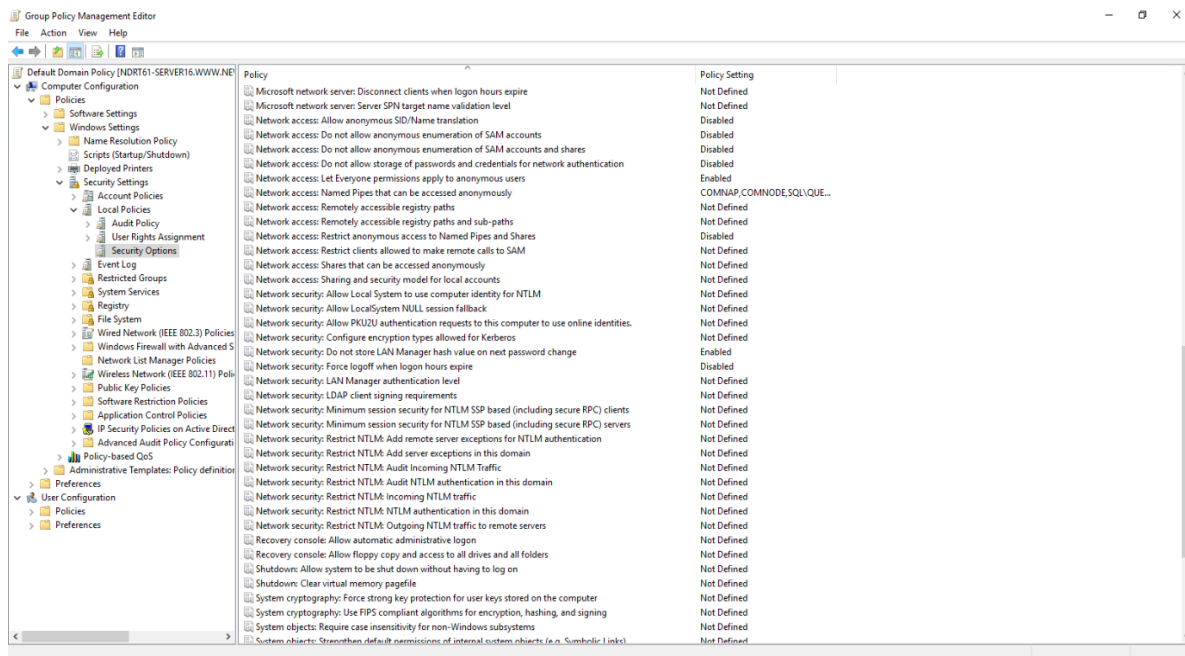 Group Policy Management Editor
File Action View Help
Default Domain Policy [NDRT61-SERVER16.WWW.NE
Computer Configuration
Policies
Software Settings
Windows Settings
Name Resolution Policy
Scripts (Startup/Shutdown)
Deployed Printers
Security Settings
Account Policies
Local Policies
Audit Policy
User Rights Assignment
Security Options
Event Log
Restricted Groups
System Services
Registry
File System
Wired Network (IEEE 802.3) Policies
Windows Firewall with Advanced S
Network List Manager Policies
Wireless Network (IEEE 802.11) Poli
Public Key Policies
Software Restriction Policies
Application Control Policies
IP Security Policies on Active Direct
Advanced Audit Policy Configurati
Policy-based QoS
Administrative Templates: Policy definition
Preferences
User Configuration
Policies
Preferences
Policy Policy Setting
Microsoft network server: Disconnect clients when logon hours expire Not Defined
Microsoft network server: Server SPN target name validation level Not Defined
Network access: Allow anonymous SID/Name translation Disabled
Network access: Do not allow anonymous enumeration of SAM accounts Disabled
Network access: Do not allow anonymous enumeration of SAM accounts and shares Disabled
Network access: Do not allow storage of passwords and credentials for network authentication Disabled
Network access: Let Everyone permissions apply to anonymous users Enabled
Network access: Named Pipes that can be accessed anonymously COMNAP,COMNODE,SQL\QUE...
Network access: Remotely accessible registry paths Not Defined
Network access: Remotely accessible registry paths and sub-paths Not Defined
Network access: Restrict anonymous access to Named Pipes and Shares Disabled
Network access: Restrict clients allowed to make remote calls to SAM Not Defined
Network access: Shares that can be accessed anonymously Not Defined
Network access: Sharing and security model for local accounts Not Defined
Network security: Allow Local System to use computer identity for NTLM Not Defined
Network security: Allow LocalSystem NULL session fallback Not Defined
Network security: Allow PKU2U authentication requests to this computer to use online identities. Not Defined
Network security: Configure encryption types allowed for Kerberos Not Defined
Network security: Do not store LAN Manager hash value on next password change Enabled
Network security: Force logoff when logon hours expire Disabled
Network security: LAN Manager authentication level Not Defined
Network security: LDAP client signing requirements Not Defined
Network security: Minimum session security for NTLM SSP based (including secure RPC) clients Not Defined
Network security: Minimum session security for NTLM SSP based (including secure RPC) servers Not Defined
Network security: Restrict NTLM: Add remote server exceptions for NTLM authentication Not Defined
Network security: Restrict NTLM: Add server exceptions in this domain Not Defined
Network security: Restrict NTLM: Audit Incoming NTLM Traffic Not Defined
Network security: Restrict NTLM: Audit NTLM authentication in this domain Not Defined
Network security: Restrict NTLM: Incoming NTLM traffic Not Defined
Network security: Restrict NTLM: NTLM authentication in this domain Not Defined
Network security: Restrict NTLM: Outgoing NTLM traffic to remote servers Not Defined
Recovery console: Allow automatic administrative logon Not Defined
Recovery console: Allow floppy copy and access to all drives and all folders Not Defined
Shutdown: Allow system to be shut down without having to log on Not Defined
Shutdown: Clear virtual memory pagefile Not Defined
System cryptography: Force strong key protection for user keys stored on the computer Not Defined
System cryptography: Use FIPS compliant algorithms for encryption, hashing, and signing Not Defined
System objects: Require case insensitivity for non-Windows subsystems Not Defined
System objects: Strengthen default permissions of internal system objects (e.g. Symbolic Links) Not Defined